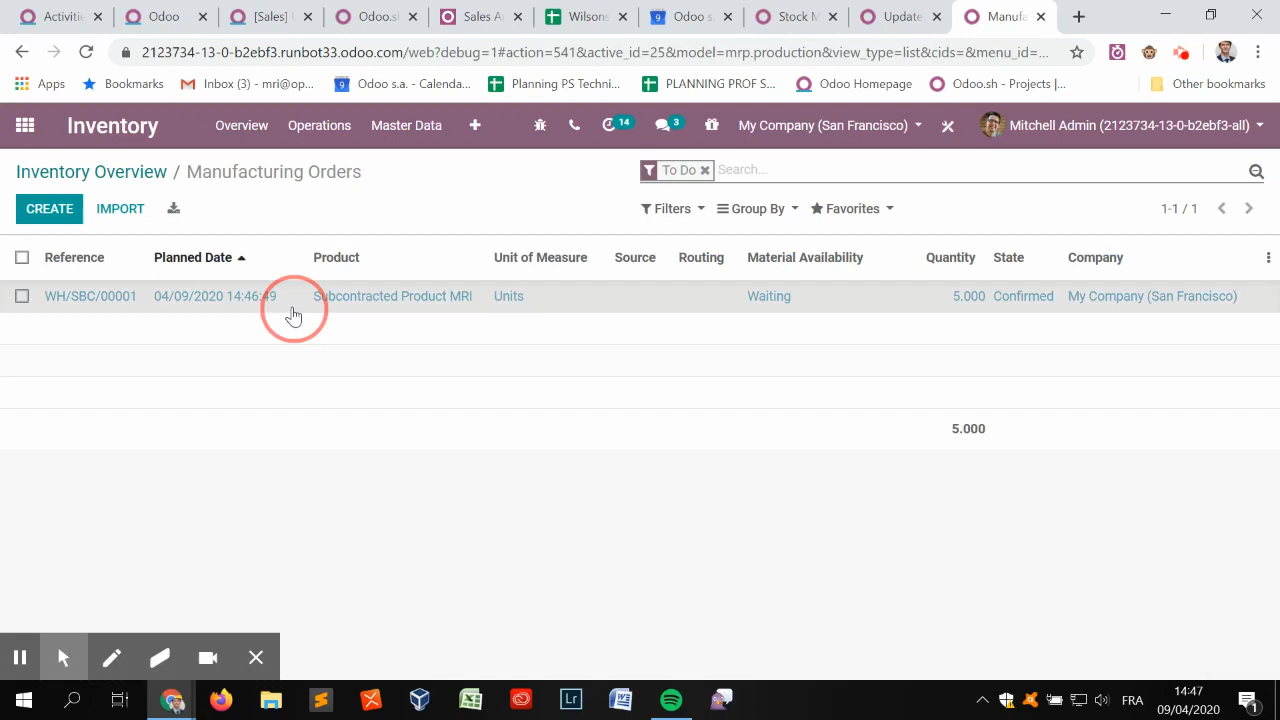 Activitie Odoo [Sales] Odoo.sh Sales A Wilsons Odoo s Stock M Update Manufa
2123734-13-0-b2ebf3.runbot33.odoo.com/web?debug=1#action=541&active_id=25&model=mrp.production&view_type=list&cids=&menu_id=...
Apps Bookmarks Inbox (3) - mri@op... Odoo s.a. - Calenda... Planning PS Techni... PLANNING PROF S... Odoo Homepage Odoo.sh - Projects |... Other bookmarks
Inventory Overview Operations Master Data 14 3 My Company (San Francisco) Mitchell Admin (2123734-13-0-b2ebf3-all)
Inventory Overview / Manufacturing Orders To Do Search...
CREATE IMPORT Filters Group By Favorites 1-1 / 1
Reference Planned Date Product Unit of Measure Source Routing Material Availability Quantity State Company
WH/SBC/00001 04/09/2020 14:46:49 Subcontracted Product MRI Units Waiting 5.000 Confirmed My Company (San Francisco)
5.000
FRA 14:47
09/04/2020 1